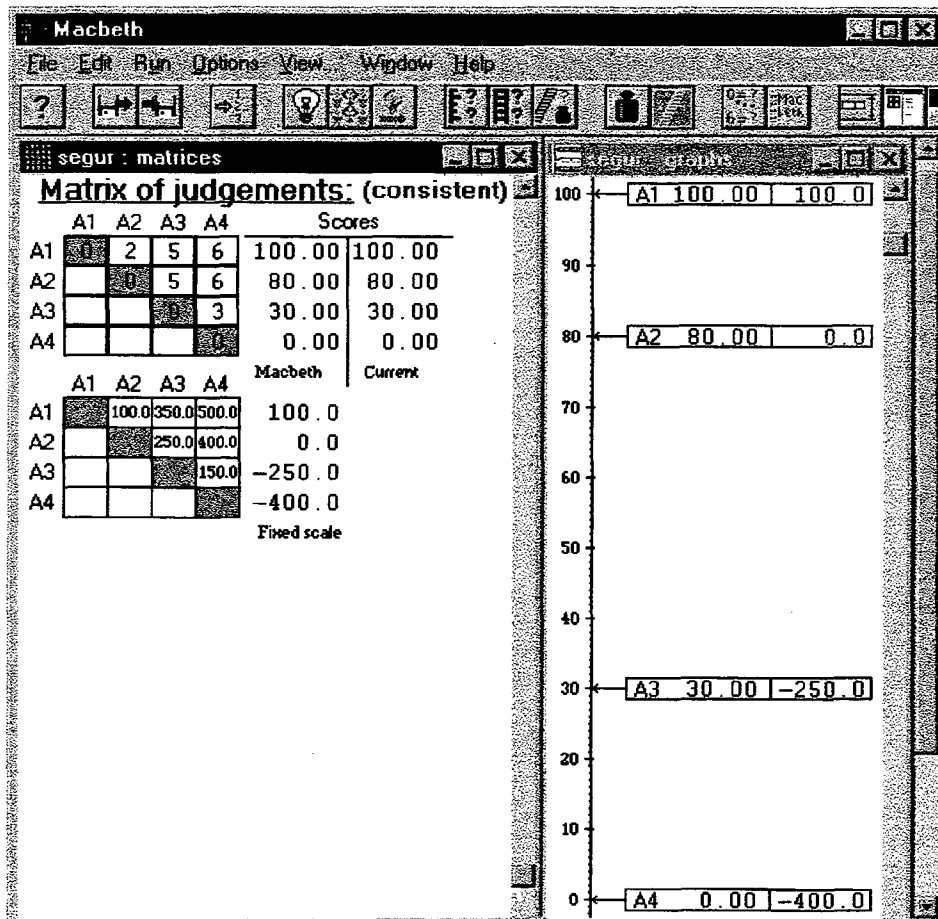 Macbeth
File Edit Run Options View... Window Help
segur : matrices
Matrix of judgements: (consistent)
A1 A2 A3 A4 Scores
A1 0 2 5 6 100.00 100.00
A2 0 5 6 80.00 80.00
A3 0 3 30.00 30.00
A4 0 0.00 0.00
Macbeth Current
A1 A2 A3 A4
A1 100.0 350.0 500.0 100.0
A2 250.0 400.0 0.0
A3 150.0 -250.0
A4 -400.0
Fixed scale
segur : graphs
100 A1 100.00 100.0
90
80 A2 80.00 0.0
70
60
50
40
30 A3 30.00 -250.0
20
10
0 A4 0.00 -400.0